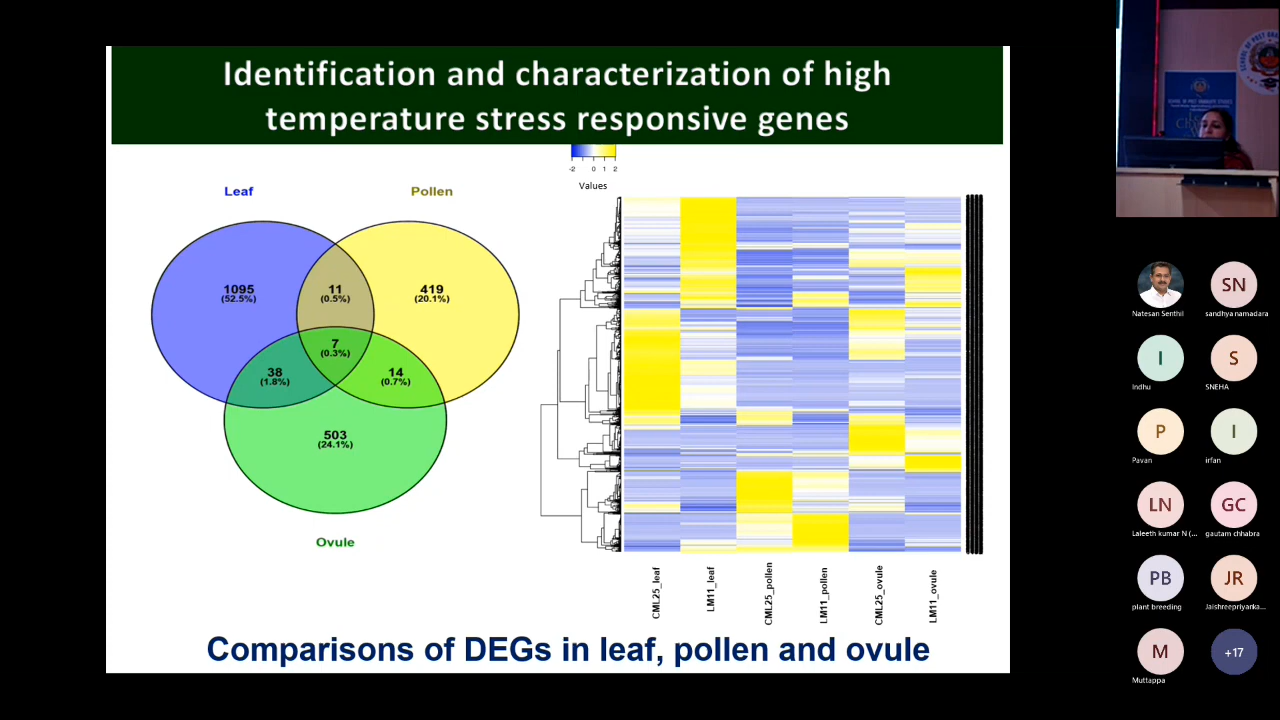 Identification and characterization of high
temperature stress responsive genes
-2 0 1 2
Values
Leaf
Pollen
1095
(52.5%)
11
(0.5%)
419
(20.1%)
7
(0.3%)
38
(1.8%)
14
(0.7%)
503
(24.1%)
Ovule
CML25_leaf
LM11_leaf
CML25_pollen
LM11_pollen
CML25_ovule
LM11_ovule
Comparisons of DEGs in leaf, pollen and ovule
Natesan Senthil
SN
sandhya namadara
I
Indhu
S
SNEHA
P
Pavan
I
irfan
LN
Laleeth kumar N (...
GC
gautam chhabra
PB
plant breeding
JR
Jaishreepriyanka...
M
Muttappa
+17